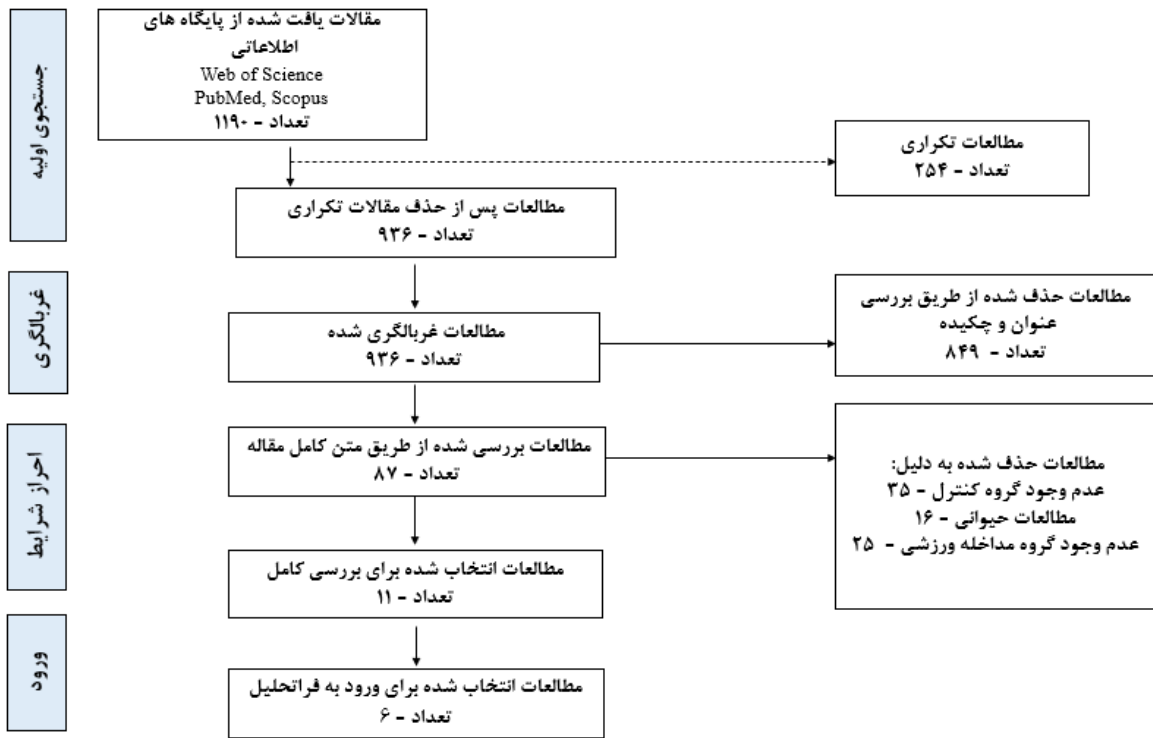 جستجوی اولیه
مقالات یافت شده از پایگاه های
اطلاعاتی
Web of Science
PubMed, Scopus
تعداد - ۱۱۹۰
مطالعات تکراری
تعداد - ۲۵۴
مطالعات پس از حذف مقالات تکراری
تعداد - ۹۳۶
غربالگری
مطالعات غربالگری شده
تعداد - ۹۳۶
مطالعات حذف شده از طریق بررسی
عنوان و چکیده
تعداد - ۸۴۹
احراز شرایط
مطالعات بررسی شده از طریق متن کامل مقاله
تعداد - ۸۷
مطالعات حذف شده به دلیل:
عدم وجود گروه کنترل - ۳۵
مطالعات حیوانی - ۱۶
عدم وجود گروه مداخله ورزشی - ۲۵
مطالعات انتخاب شده برای بررسی کامل
تعداد - ۱۱
ورود
مطالعات انتخاب شده برای ورود به فراتحلیل
تعداد - ۶